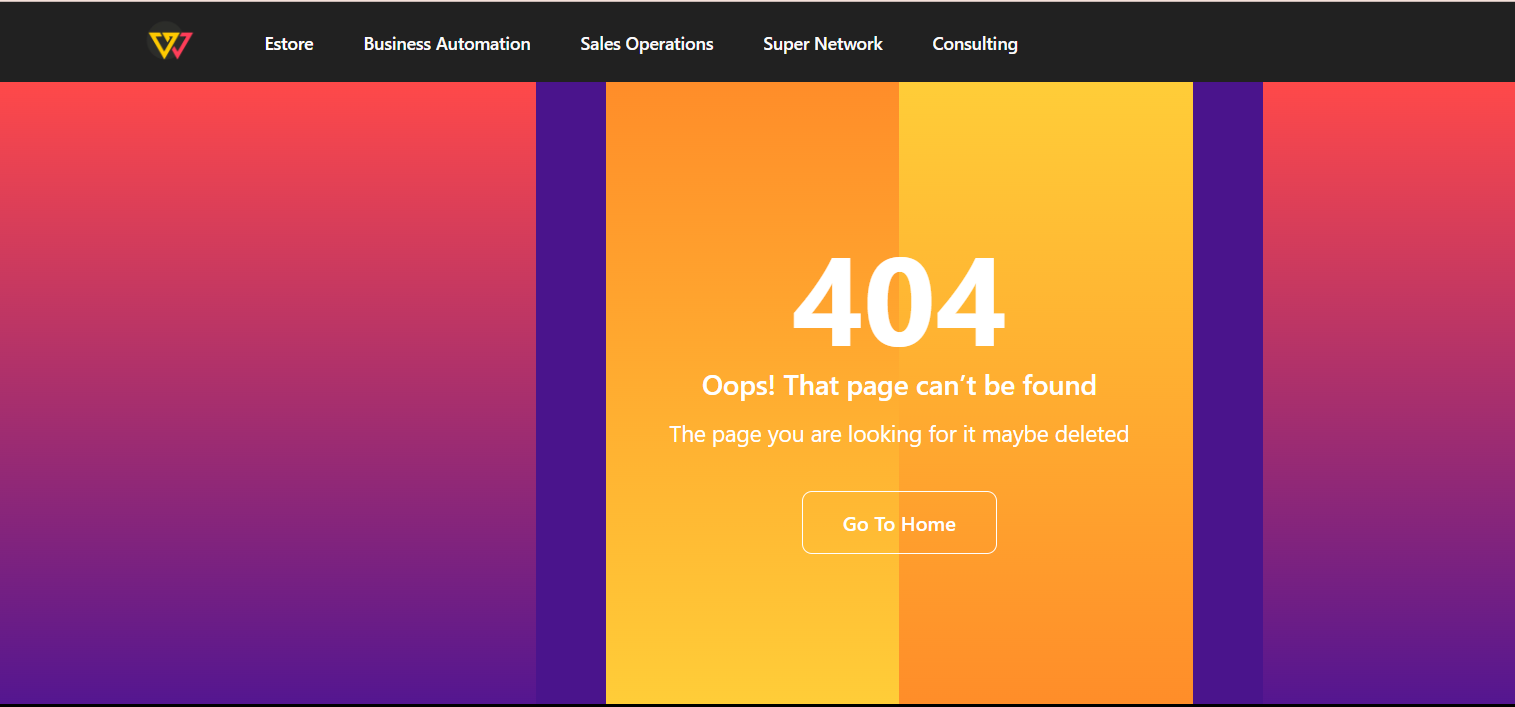 Estore Business Automation Sales Operations Super Network Consulting
404
Oops! That page can’t be found
The page you are looking for it maybe deleted
Go To Home